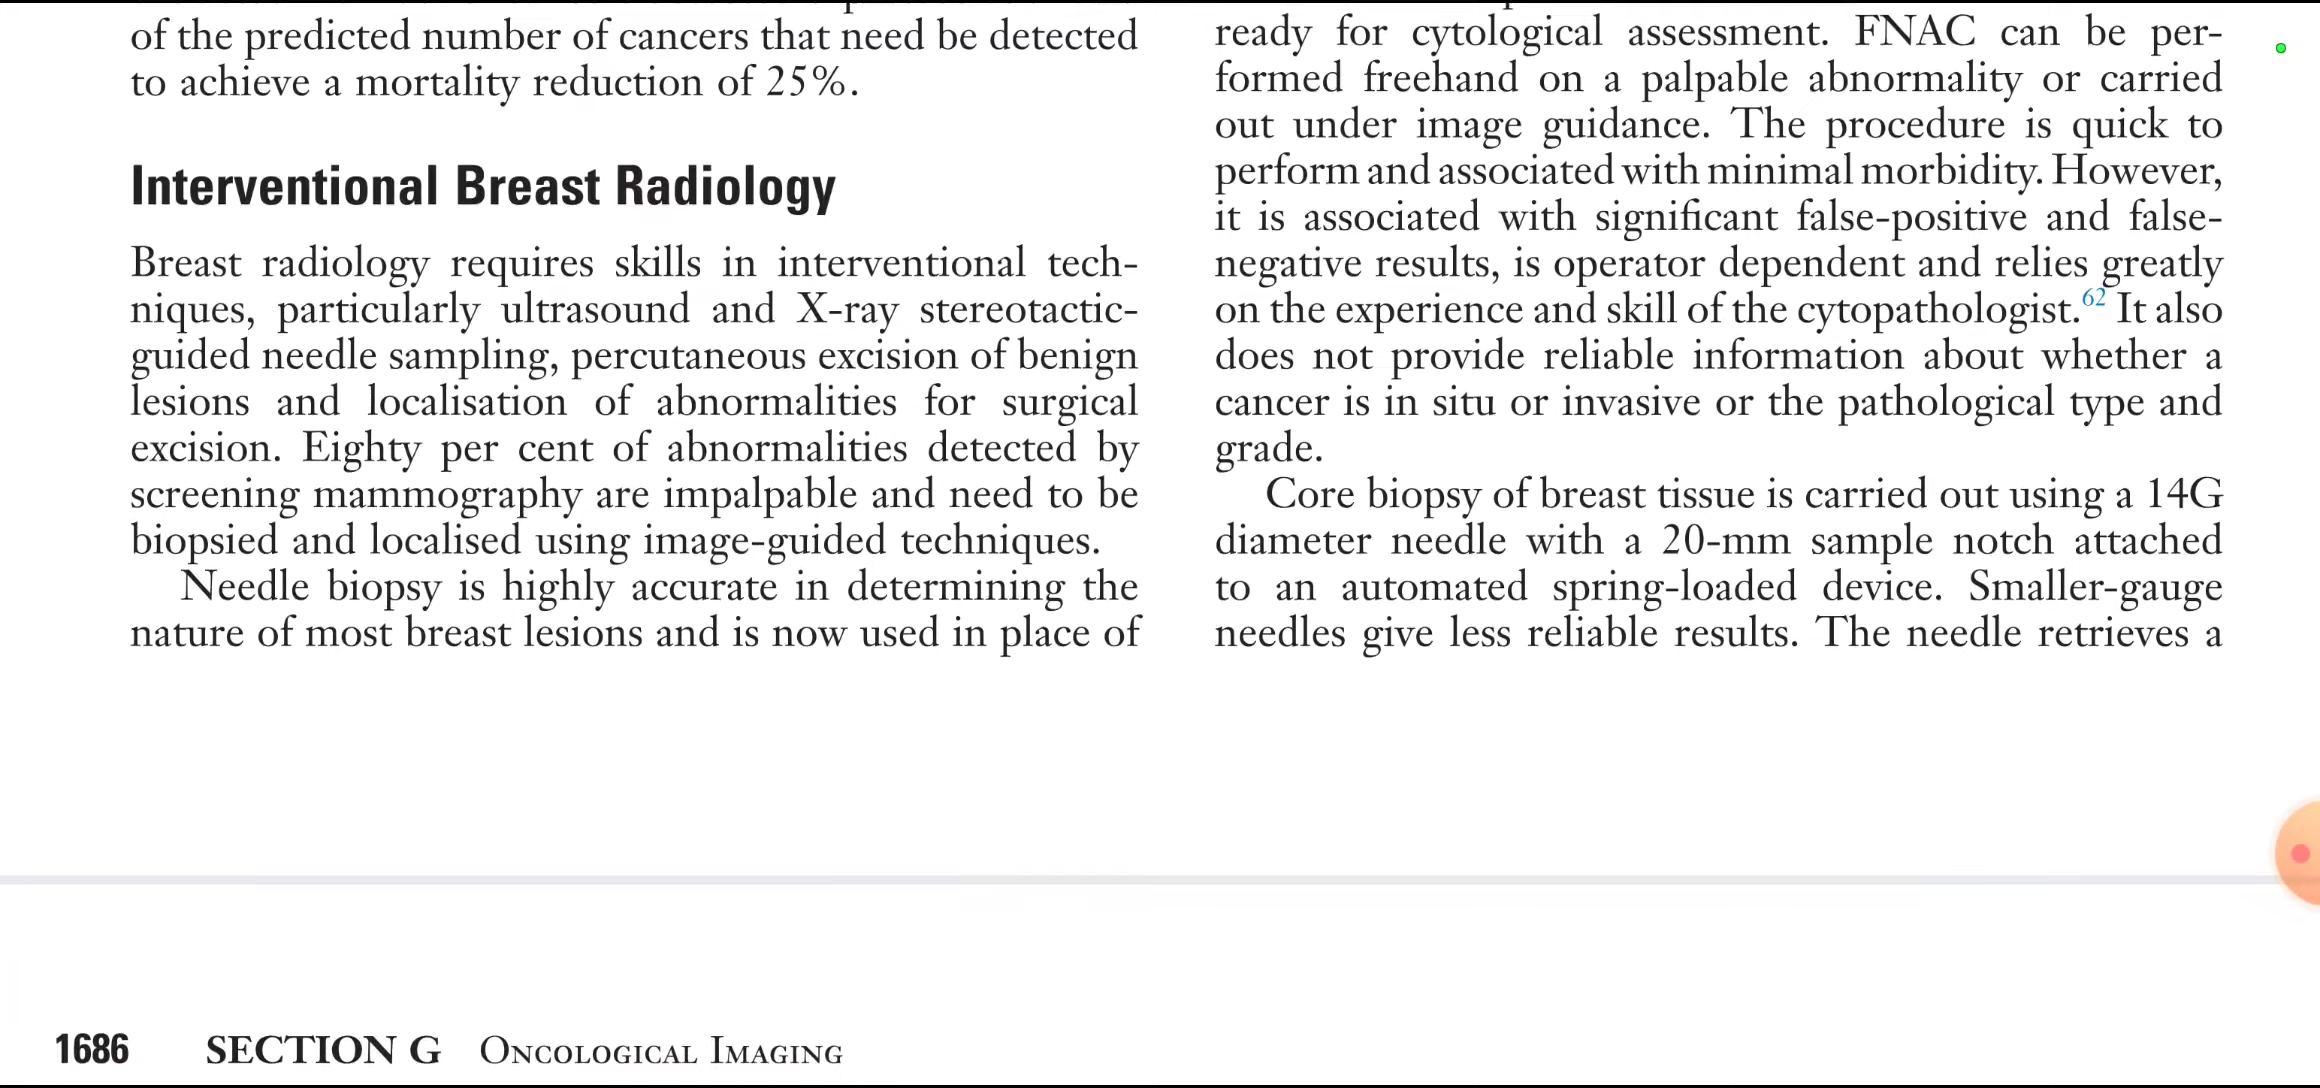 of the predicted number of cancers that need be detected
to achieve a mortality reduction of 25%.
Interventional Breast Radiology
Breast radiology requires skills in interventional tech-
niques, particularly ultrasound and X-ray stereotactic-
guided needle sampling, percutaneous excision of benign
lesions and localisation of abnormalities for surgical
excision. Eighty per cent of abnormalities detected by
screening mammography are impalpable and need to be
biopsied and localised using image-guided techniques.
Needle biopsy is highly accurate in determining the
nature of most breast lesions and is now used in place of
ready for cytological assessment. FNAC can be per-
formed freehand on a palpable abnormality or carried
out under image guidance. The procedure is quick to
perform and associated with minimal morbidity. However,
it is associated with significant false-positive and false-
negative results, is operator dependent and relies greatly
on the experience and skill of the cytopathologist.62 It also
does not provide reliable information about whether a
cancer is in situ or invasive or the pathological type and
grade.
Core biopsy of breast tissue is carried out using a 14G
diameter needle with a 20-mm sample notch attached
to an automated spring-loaded device. Smaller-gauge
needles give less reliable results. The needle retrieves a
1686 SECTION G ONCOLOGICAL IMAGING